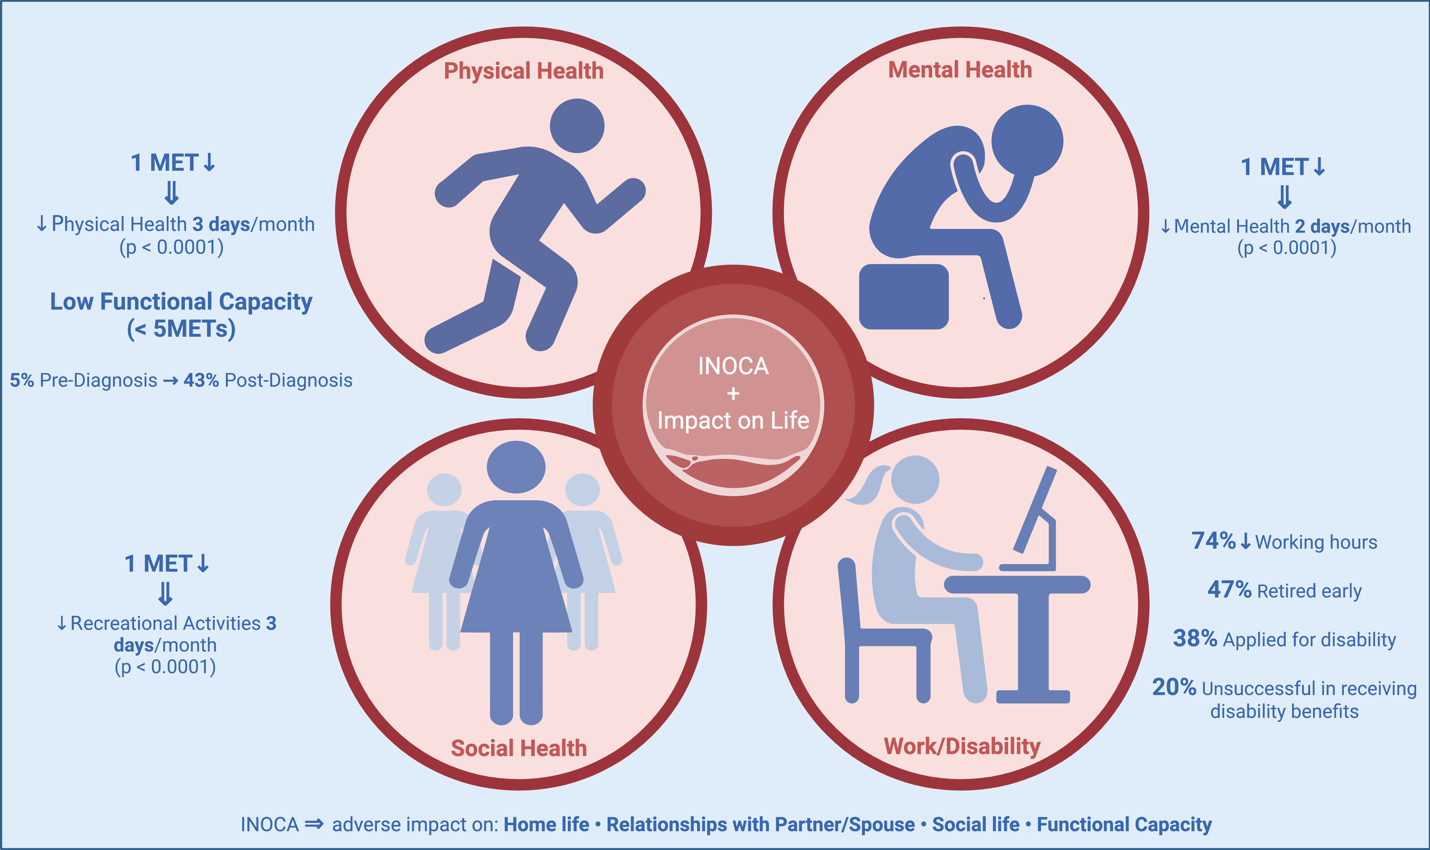 Physical Health
Mental Health
1 MET↓
⇓
↓Physical Health 3 days/month
(p < 0.0001)
Low Functional Capacity
(< 5METs)
5% Pre-Diagnosis → 43% Post-Diagnosis
1 MET↓
⇓
↓Mental Health 2 days/month
(p < 0.0001)
INOCA
+
Impact on Life
1 MET↓
⇓
↓Recreational Activities 3
days/month
(p < 0.0001)
Social Health
74%↓Working hours
47% Retired early
38% Applied for disability
20% Unsuccessful in receiving
disability benefits
Work/Disability
INOCA ⇒ adverse impact on: Home life • Relationships with Partner/Spouse • Social life • Functional Capacity